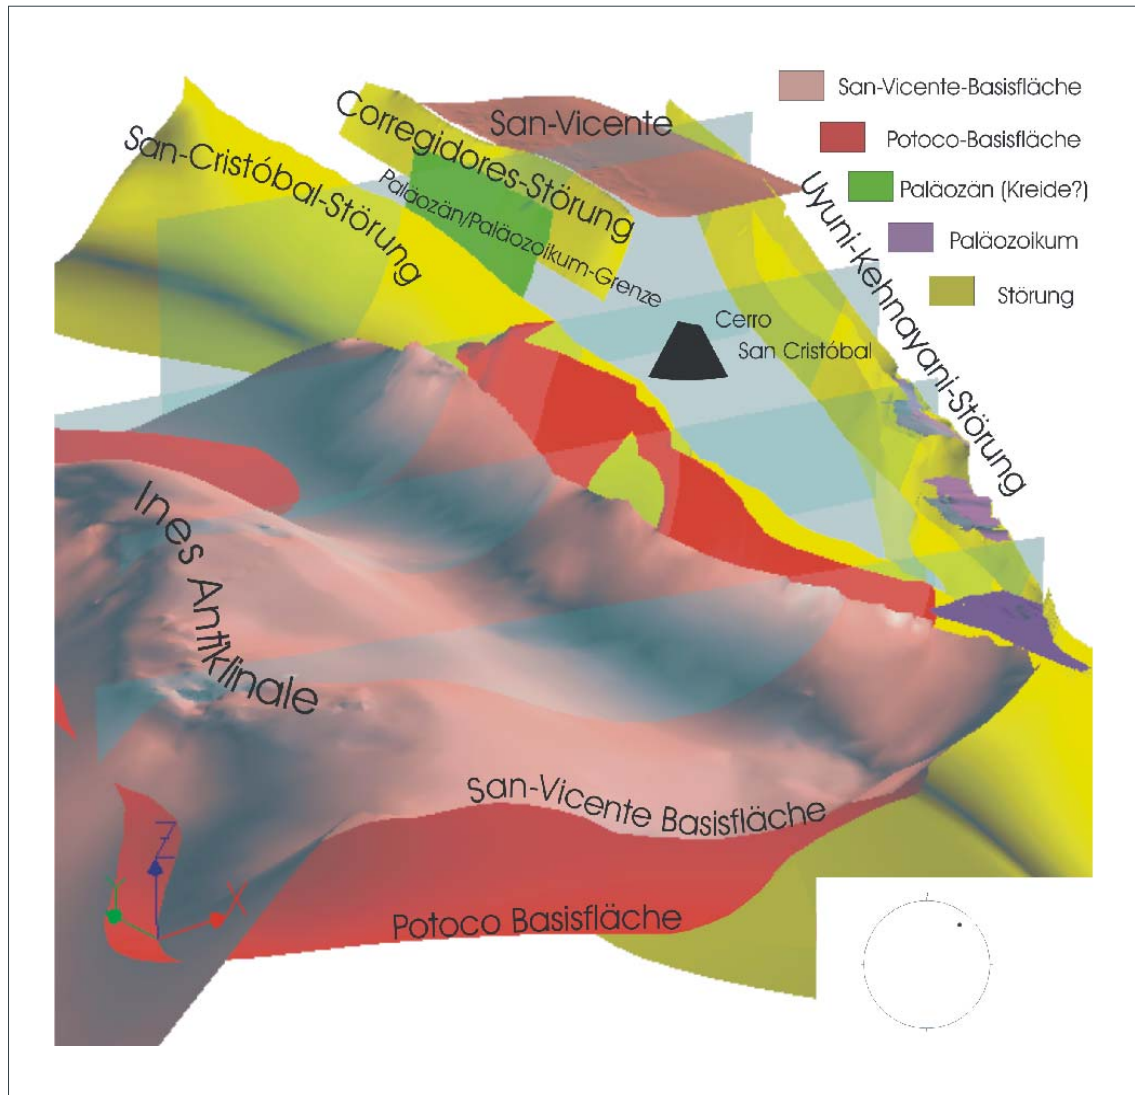 San-Vicente-Basisfläche
Potoco-Basisfläche
Paläozän (Kreide?)
Paläozoikum
Störung
San-Vicente
Corregidores-Störung
San-Cristóbal-Störung
Paläozän/Paläozoikum-Grenze
Uyuni-Kehnayani-Störung
Cerro
San Cristóbal
Ines Antiklinale
San-Vicente Basisfläche
Potoco Basisfläche
Z
Y
X